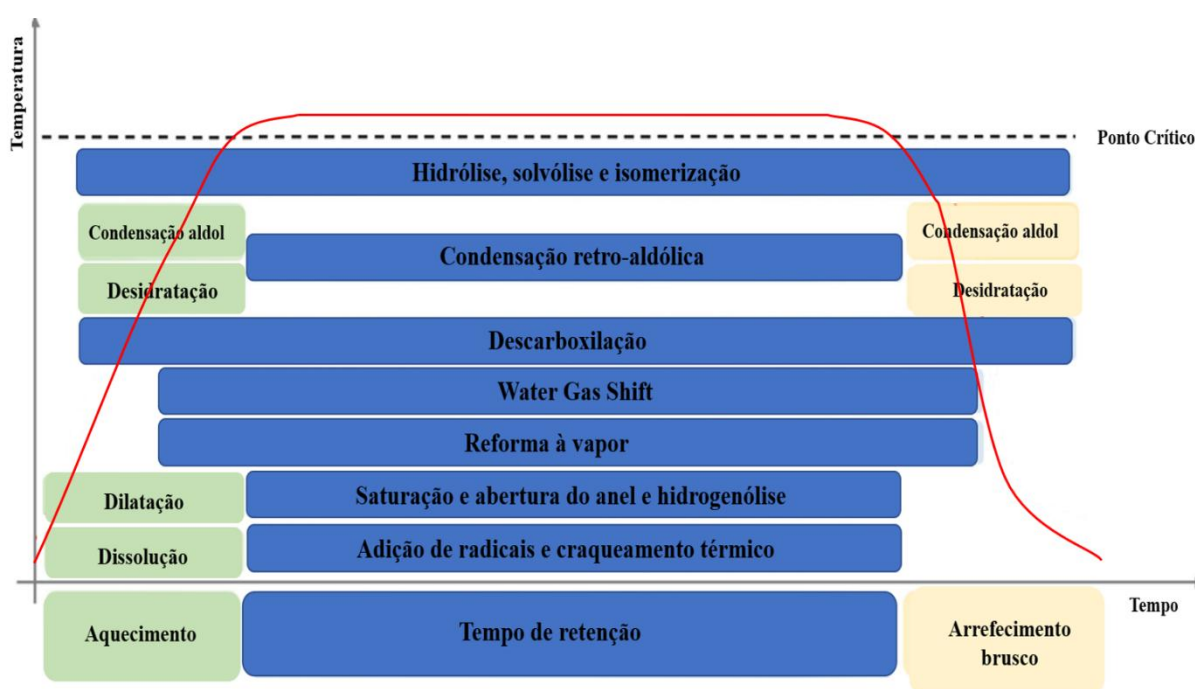 Temperatura
Ponto Crítico
Hidrólise, solvólise e isomerização
Condensação aldol
Condensação retro-aldólica
Condensação aldol
Desidratação
Desidratação
Descarboxilação
Water Gas Shift
Reforma à vapor
Dilatação
Saturação e abertura do anel e hidrogenólise
Dissolução
Adição de radicais e craqueamento térmico
Tempo
Aquecimento
Tempo de retenção
Arrefecimento
brusco